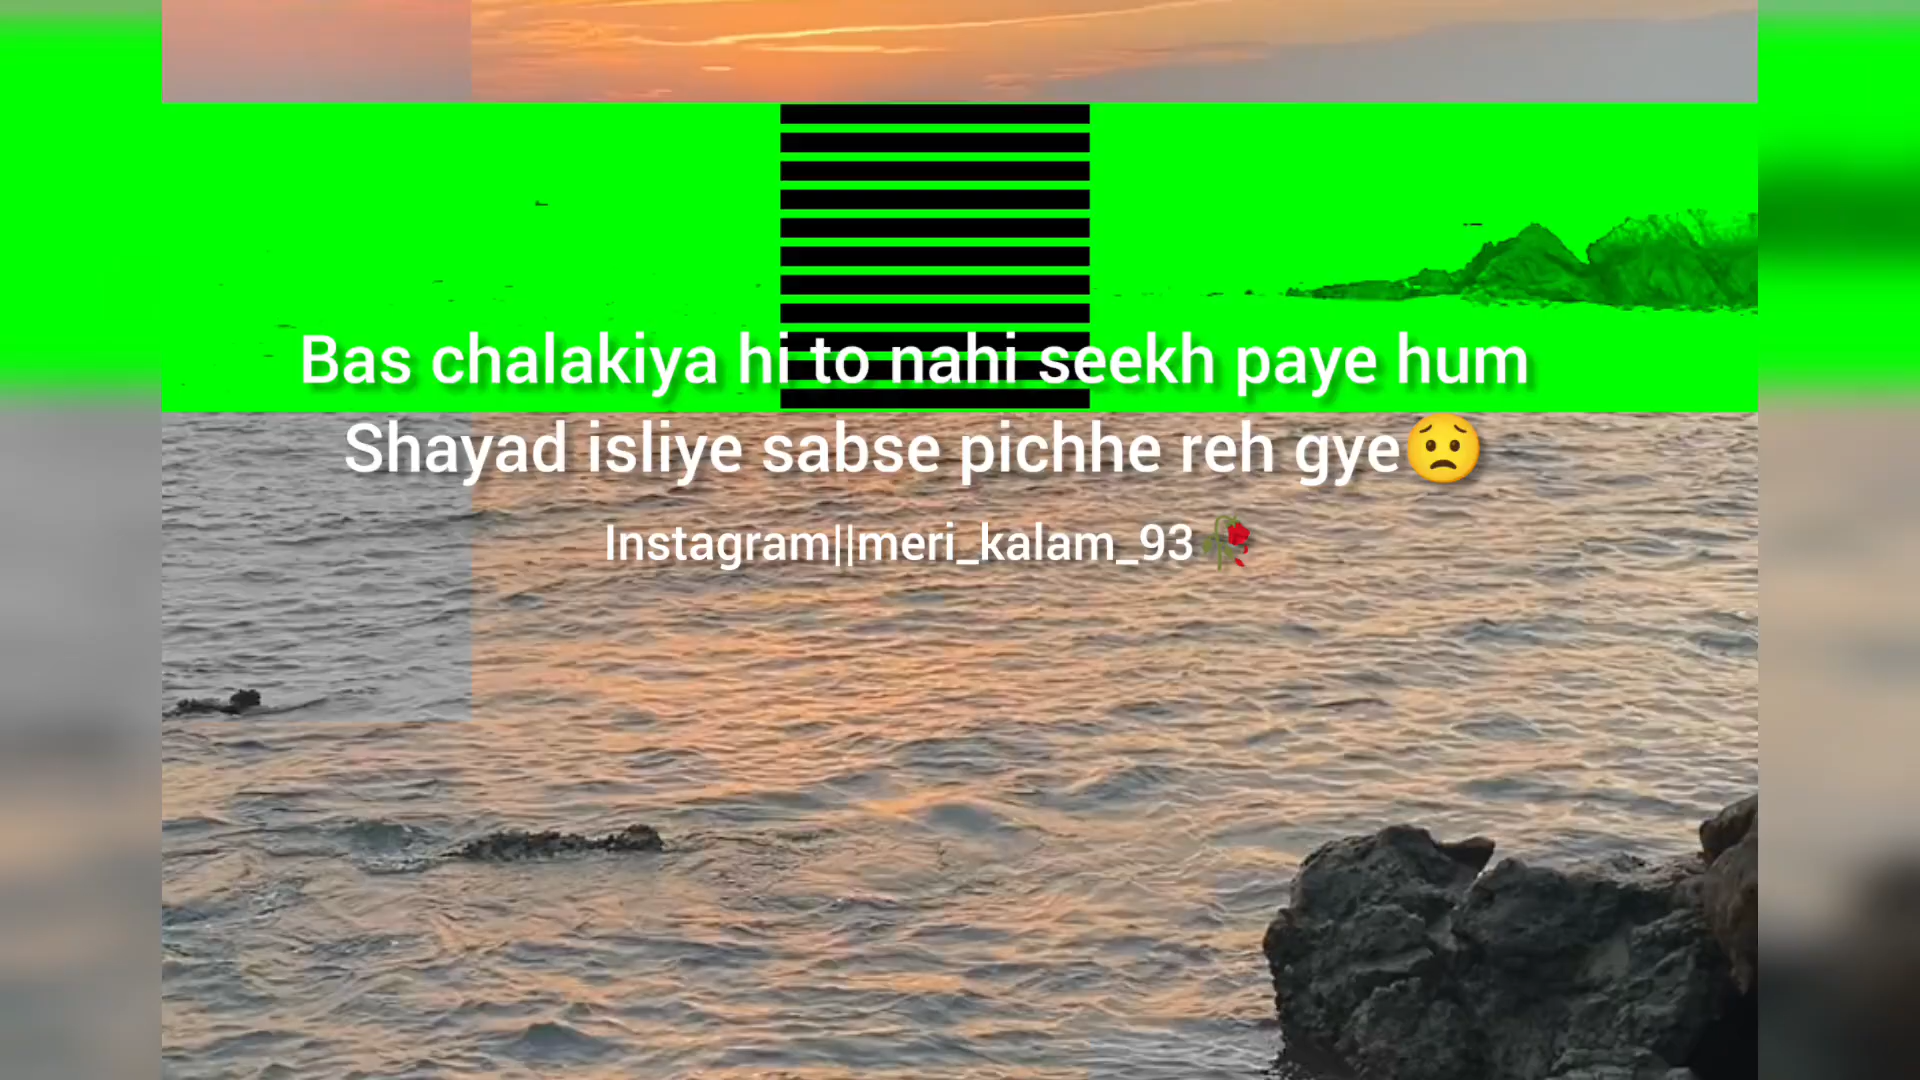 Bas chalakiya hi to nahi seekh paye hum
Shayad isliye sabse pichhe reh gye😟
Instagram||meri_kalam_93🥀